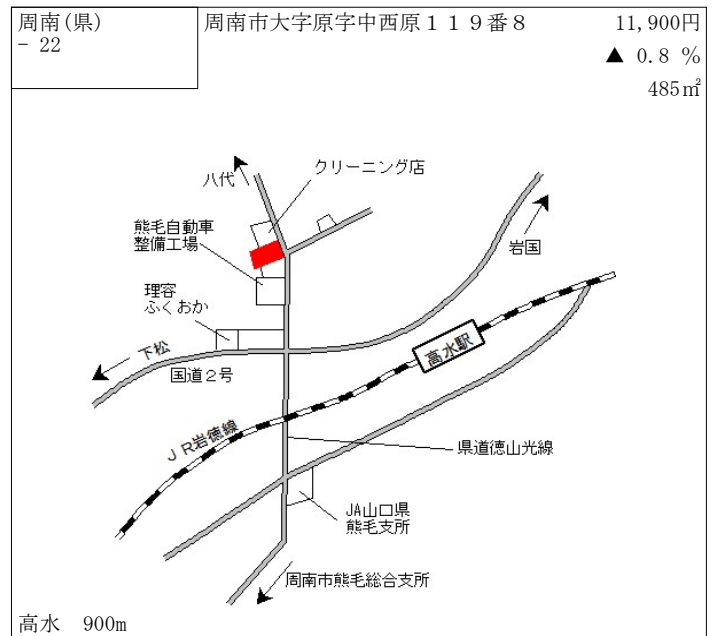 周南(県)
- 22
周南市大字原字中西原１１９番８
11,900円
▲ 0.8 %
485㎡
八代
クリーニング店
熊毛自動車
整備工場
岩国
理容
ふくおか
下松
国道２号
高水駅
ＪＲ岩徳線
県道徳山光線
JA山口県
熊毛支所
周南市熊毛総合支所
高水 900m